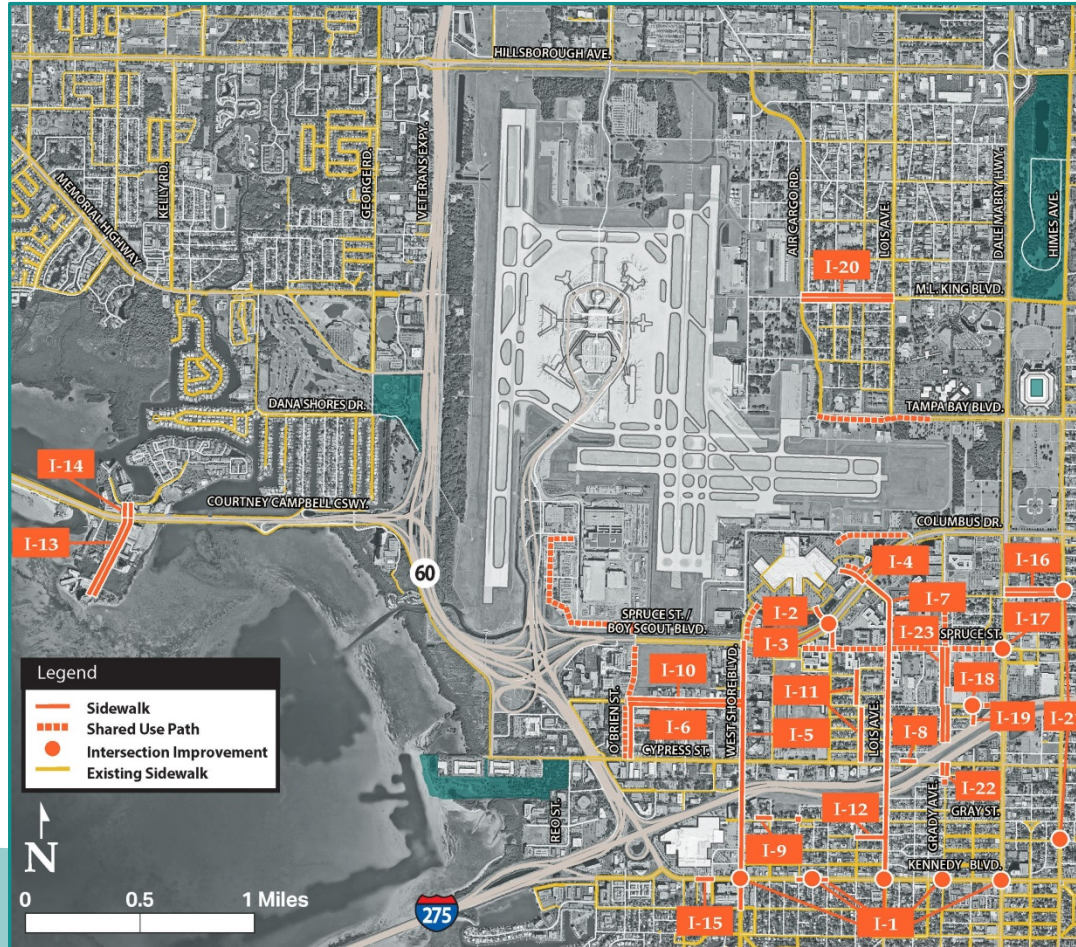 HILLSBOROUGH AVE.
KELLY RD.
GEORGE RD.
VETERANS EXPY.
MEMORIAL HIGHWAY
AIR CARGO RD.
LOIS AVE.
DALE MABRY HWY.
HIMES AVE.
I-20
M.L. KING BLVD.
DANA SHORES DR.
TAMPA BAY BLVD.
I-14
COURTNEY CAMPBELL CSWY.
I-13
COLUMBUS DR.
60
I-4
I-16
I-7
I-2
I-17
SPRUCE ST. /
BOY SCOUT BLVD.
I-3
I-23
SPRUCE ST.
I-10
I-18
O'BRIEN ST.
WEST SHORE BLVD.
I-11
I-6
I-5
LOIS AVE.
I-19
CYPRESS ST.
I-8
I-22
GRADY AVE.
GRAY ST.
REO ST.
I-12
I-9
KENNEDY BLVD.
I-15
I-1
275
Legend
Sidewalk
Shared Use Path
Intersection Improvement
Existing Sidewalk
N
0 0.5 1 Miles